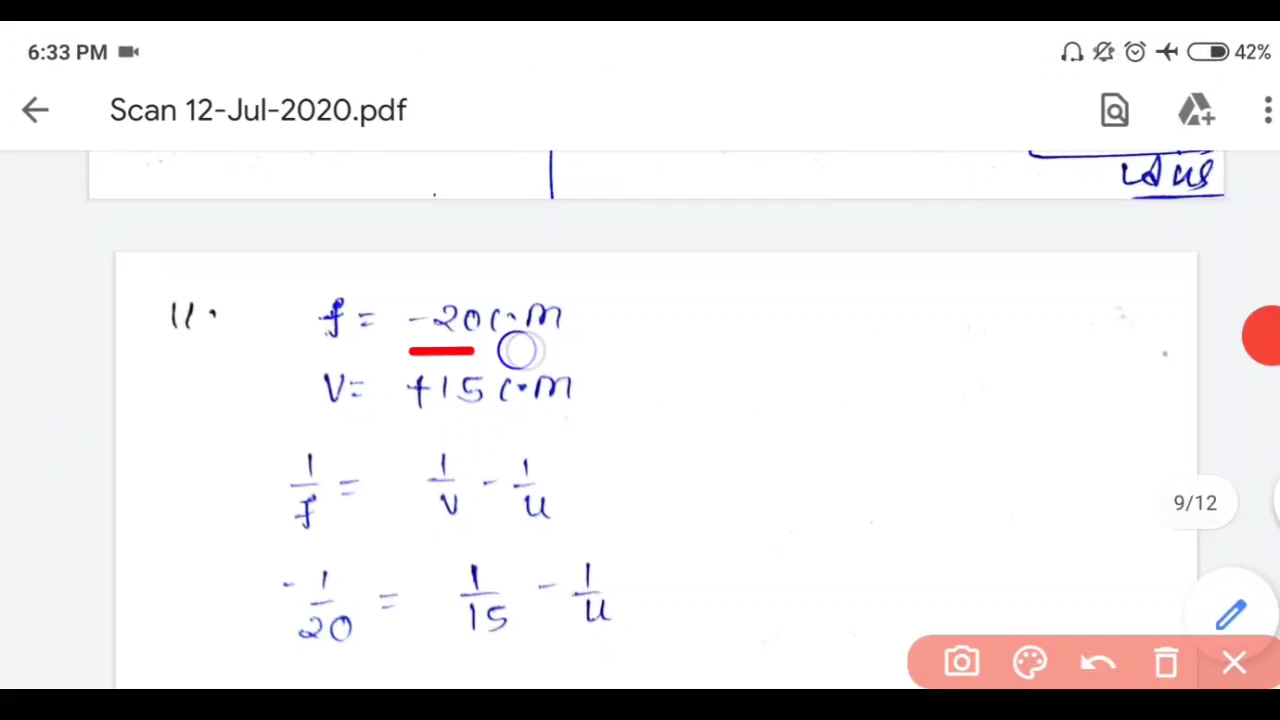 6:33 PM
42%
Scan 12-Jul-2020.pdf
11. f = -20 c.m
V = +15 c.m
1/f = 1/v - 1/u
-1/20 = 1/15 - 1/u
9/12